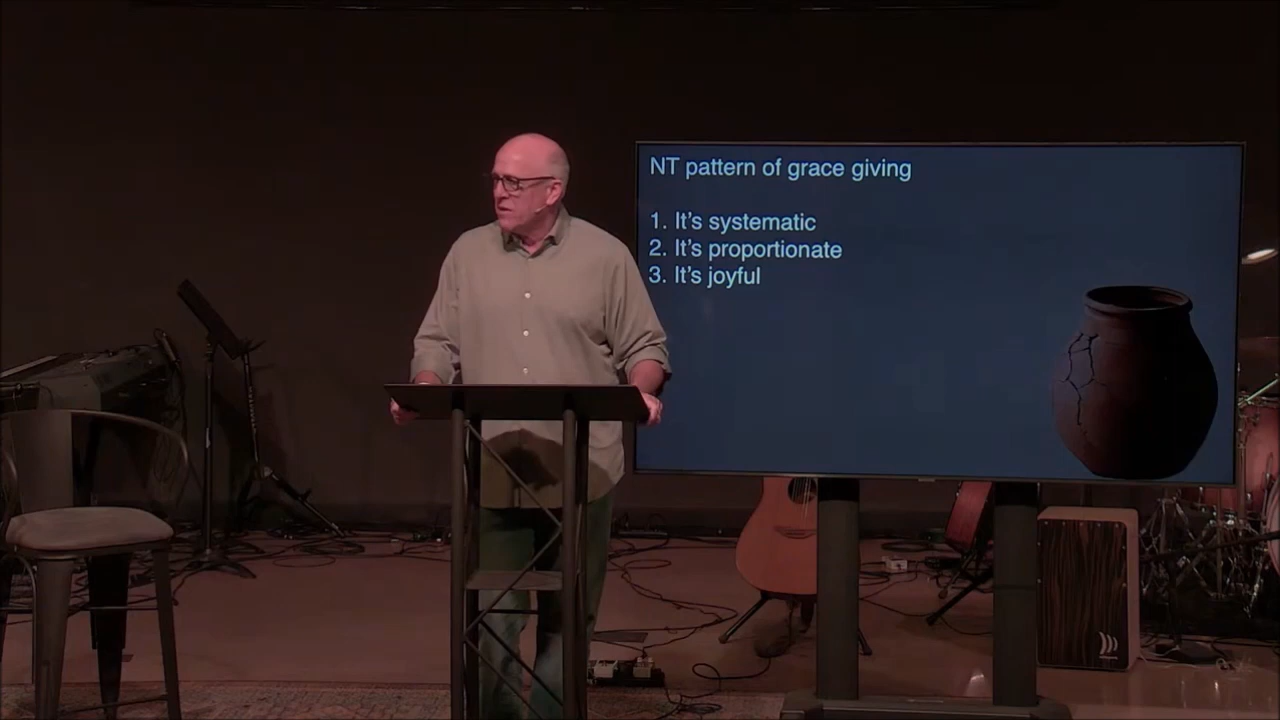 NT pattern of grace giving
1. It's systematic
2. It's proportionate
3. It's joyful